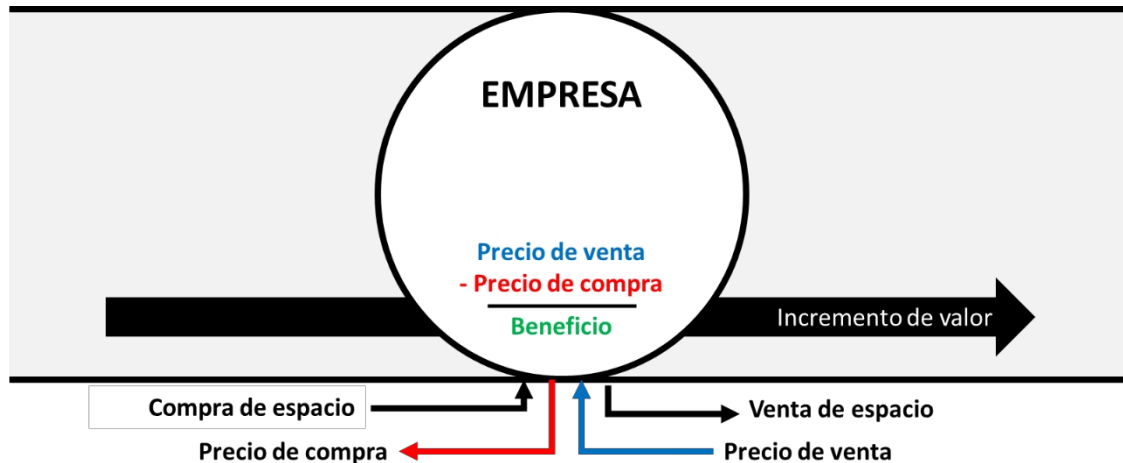 EMPRESA
Precio de venta
- Precio de compra
Beneficio
Incremento de valor
Compra de espacio
Venta de espacio
Precio de compra
Precio de venta